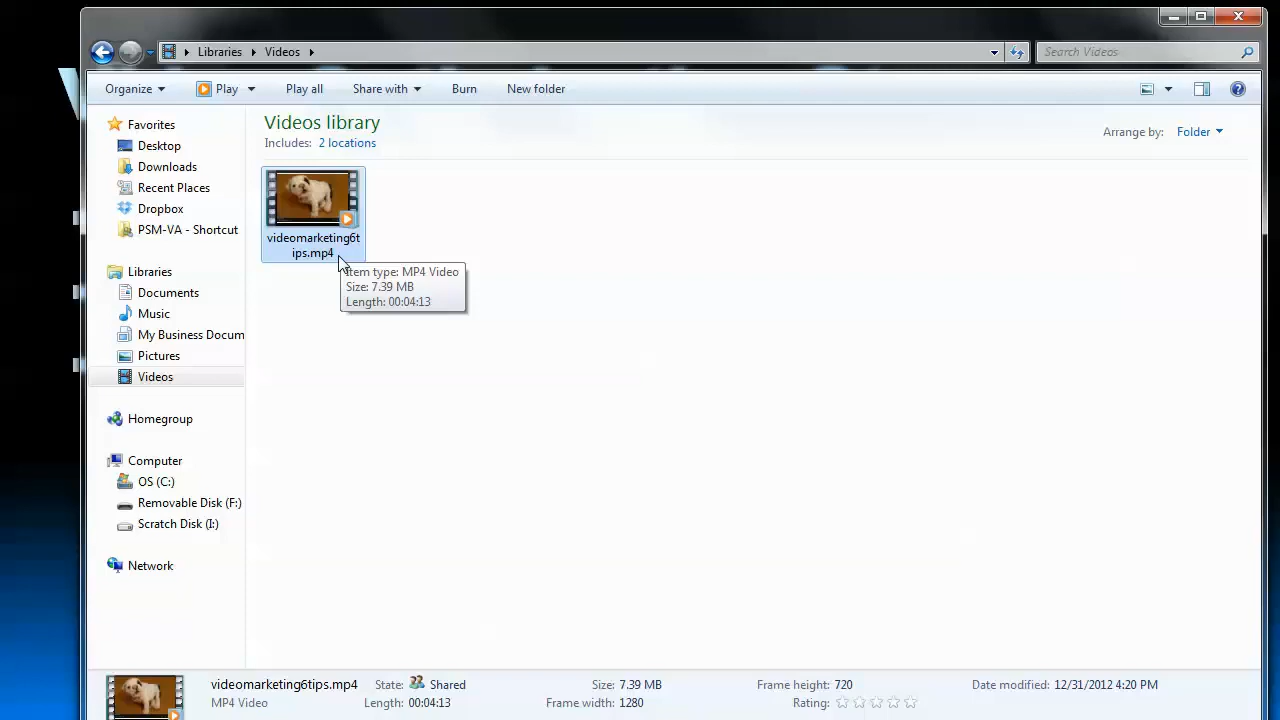 Libraries Videos
Search Videos
Organize Play Play all Share with Burn New folder
Videos library
Includes: 2 locations
Arrange by: Folder
Favorites
Desktop
Downloads
Recent Places
Dropbox
PSM-VA - Shortcut
Libraries
Documents
Music
My Business Docum
Pictures
Videos
Homegroup
Computer
OS (C:)
Removable Disk (F:)
Scratch Disk (I:)
Network
videomarketing6t
ips.mp4
Item type: MP4 Video
Size: 7.39 MB
Length: 00:04:13
videomarketing6tips.mp4 State: Shared Size: 7.39 MB Frame height: 720 Date modified: 12/31/2012 4:20 PM
MP4 Video Length: 00:04:13 Frame width: 1280 Rating: